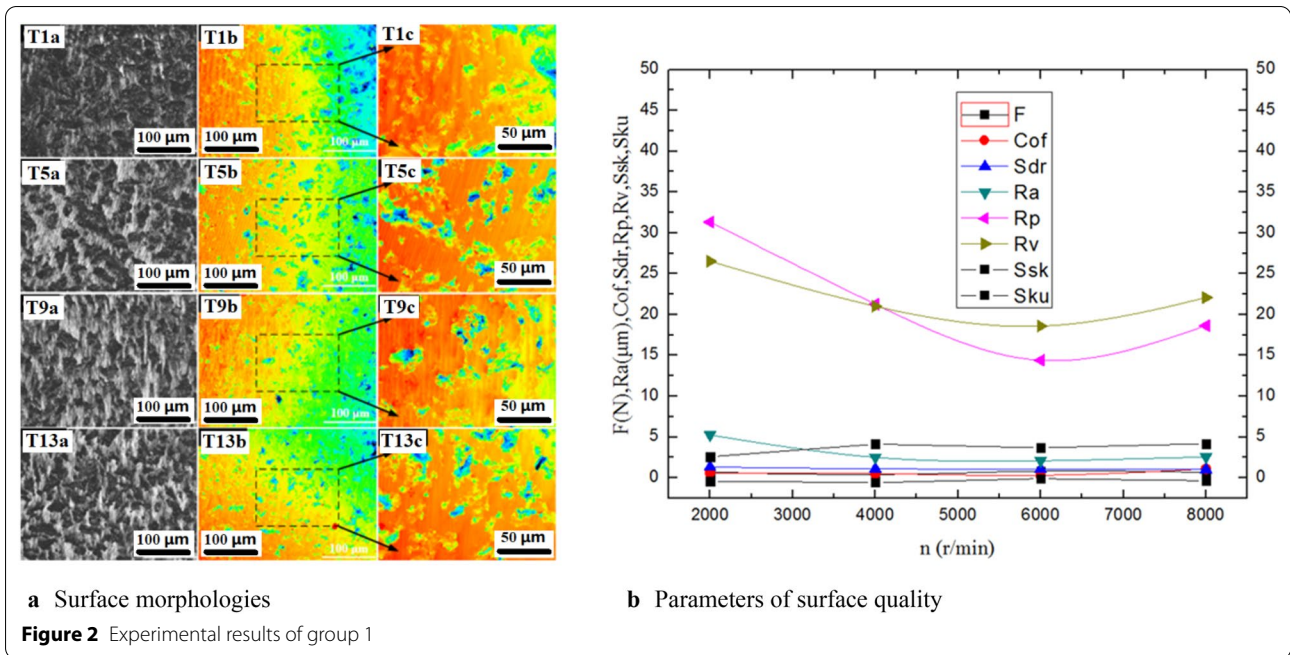 T1a
T1b
T1c
100 μm
100 μm
100 μm
50 μm
T5a
T5b
T5c
100 μm
100 μm
100 μm
50 μm
T9a
T9b
T9c
100 μm
100 μm
100 μm
50 μm
T13a
T13b
T13c
100 μm
100 μm
100 μm
50 μm
a Surface morphologies
F(N),Ra(μm),Cof,Sdr,Rp,Rv,Ssk,Sku
50
45
40
35
30
25
20
15
10
5
0
F
Cof
Sdr
Ra
Rp
Rv
Ssk
Sku
50
45
40
35
30
25
20
15
10
5
0
2000 3000 4000 5000 6000 7000 8000
n (r/min)
b Parameters of surface quality
Figure 2 Experimental results of group 1